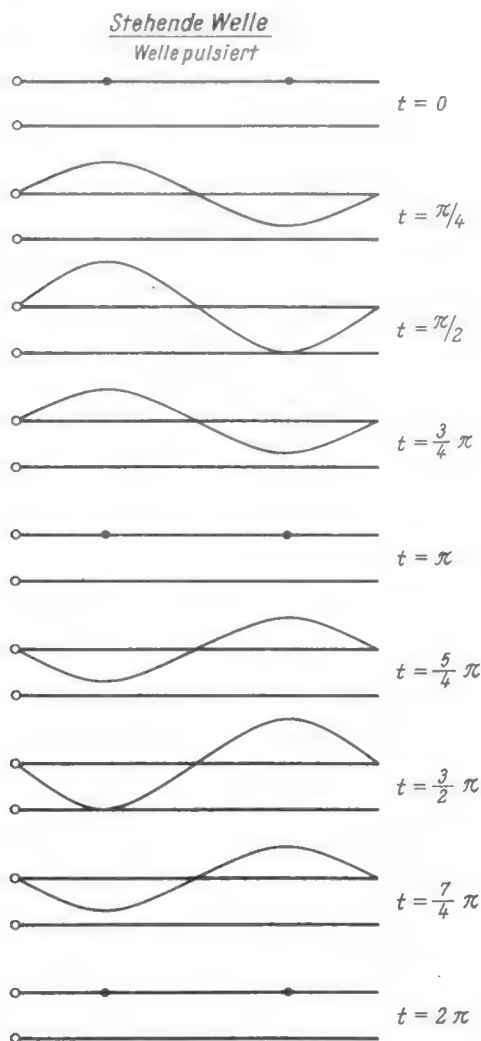 Stehende Welle
Welle pulsiert
t = 0
t = π/4
t = π/2
t = 3/4 π
t = π
t = 5/4 π
t = 3/2 π
t = 7/4 π
t = 2 π